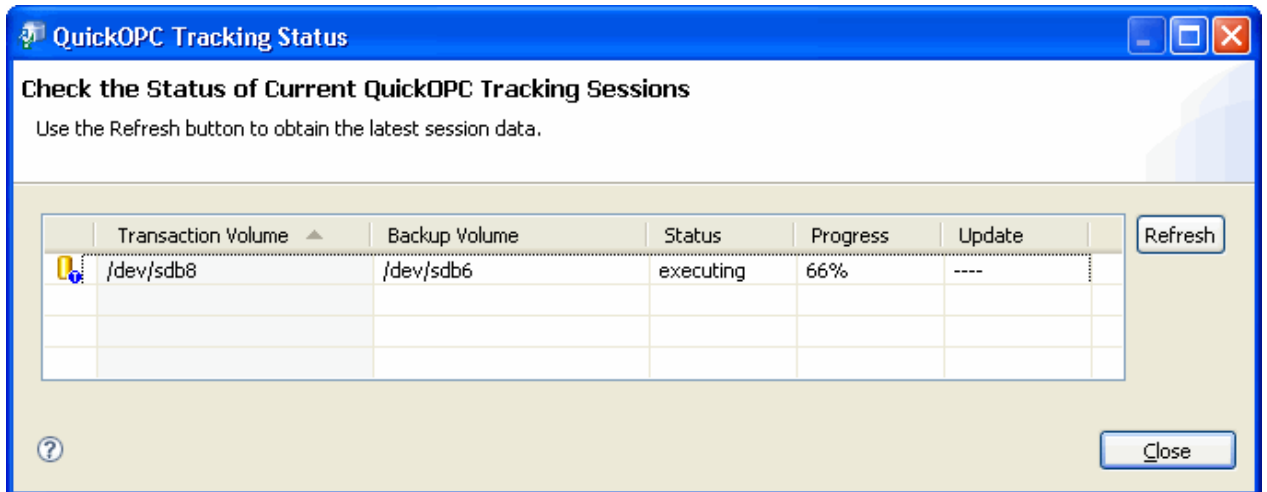 QuickOPC Tracking Status
Check the Status of Current QuickOPC Tracking Sessions
Use the Refresh button to obtain the latest session data.
Transaction Volume Backup Volume Status Progress Update Refresh
/dev/sdb8 /dev/sdb6 executing 66% ----
Close